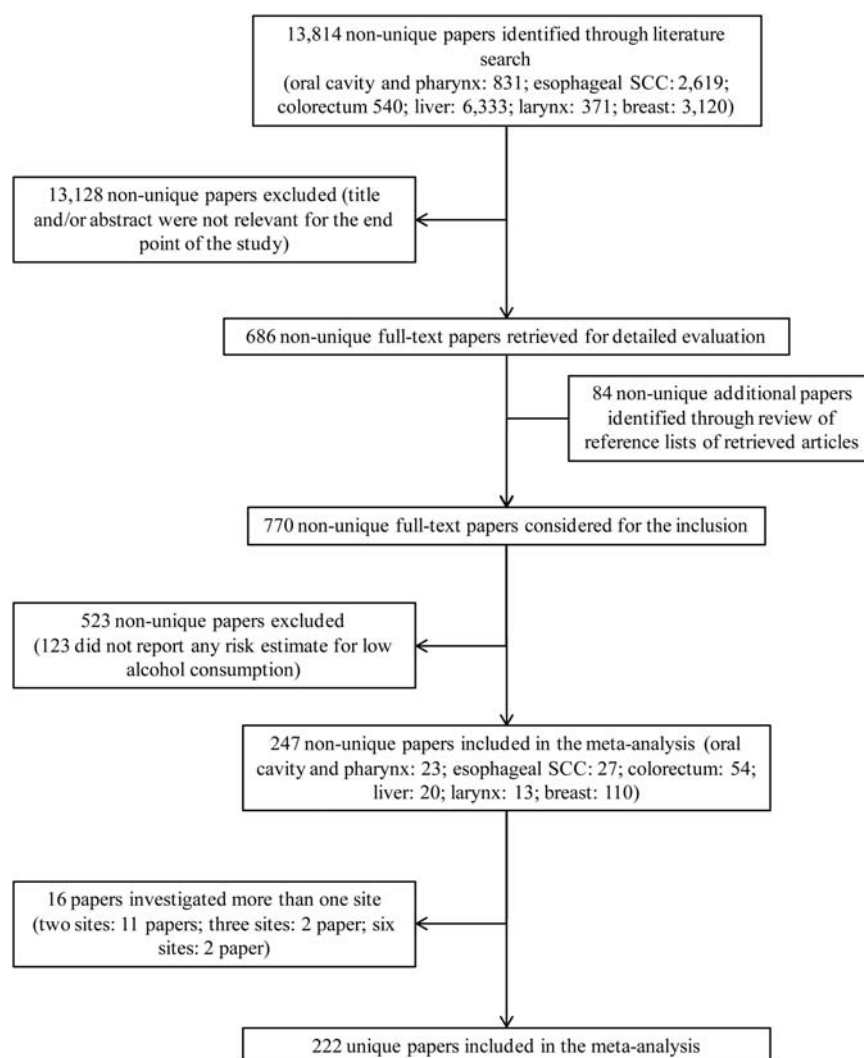 13,814 non-unique papers identified through literature
search
(oral cavity and pharynx: 831; esophageal SCC: 2,619;
colorectum 540; liver: 6,333; larynx: 371; breast: 3,120)
13,128 non-unique papers excluded (title
and/or abstract were not relevant for the end
point of the study)
686 non-unique full-text papers retrieved for detailed evaluation
84 non-unique additional papers
identified through review of
reference lists of retrieved articles
770 non-unique full-text papers considered for the inclusion
523 non-unique papers excluded
(123 did not report any risk estimate for low
alcohol consumption)
247 non-unique papers included in the meta-analysis (oral
cavity and pharynx: 23; esophageal SCC: 27; colorectum: 54;
liver: 20; larynx: 13; breast: 110)
16 papers investigated more than one site
(two sites: 11 papers; three sites: 2 paper; six
sites: 2 paper)
222 unique papers included in the meta-analysis